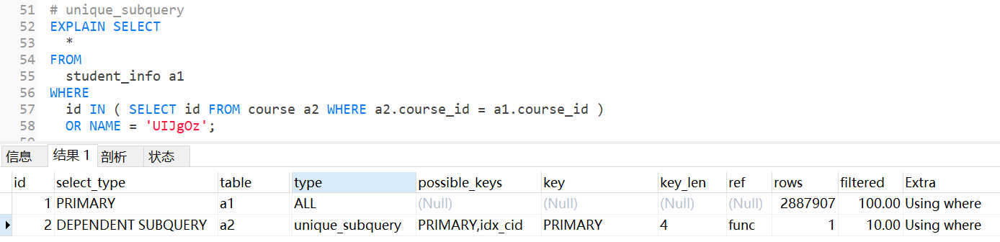 51 # unique_subquery
52 EXPLAIN SELECT
53 *
54 FROM
55 student_info a1
56 WHERE
57 id IN ( SELECT id FROM course a2 WHERE a2.course_id = a1.course_id )
58 OR NAME = 'UIJgOz';
信息 结果 1 剖析 状态
id select_type table type possible_keys key key_len ref rows filtered Extra
1 PRIMARY a1 ALL (Null) (Null) (Null) (Null) 2887907 100.00 Using where
2 DEPENDENT SUBQUERY a2 unique_subquery PRIMARY,idx_cid PRIMARY 4 func 1 10.00 Using where